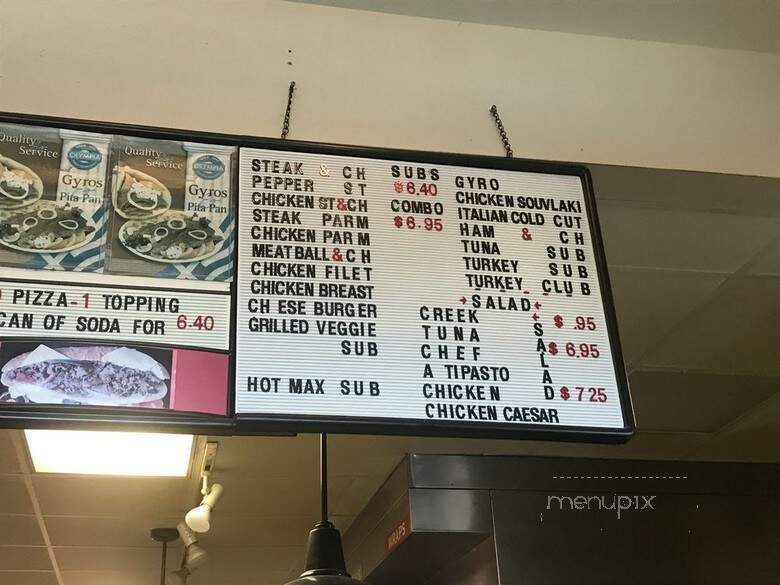 Quality
Service
OLYMPIA
Gyros
Pita Pan
Quality
Service
OLYMPIA
Gyros
Pita Pan
PIZZA-1 TOPPING
CAN OF SODA FOR 6.40
STEAK & CH
PEPPER ST
CHICKEN ST&CH
STEAK PARM
CHICKEN PARM
MEATBALL&CH
CHICKEN FILET
CHICKEN BREAST
CH ESE BURGER
GRILLED VEGGIE
SUB
HOT MAX SUB
SUBS
$6.40
COMBO
$6.95
GYRO
CHICKEN SOUVLAKI
ITALIAN COLD CUT
HAM & CH
TUNA SUB
TURKEY SUB
TURKEY CLUB
SALAD
CREEK
TUNA
CHEF
A TIPASTO
CHICKEN
CHICKEN CAESAR
SALAD
$ .95
$6.95
$725
WRAPS
menupix